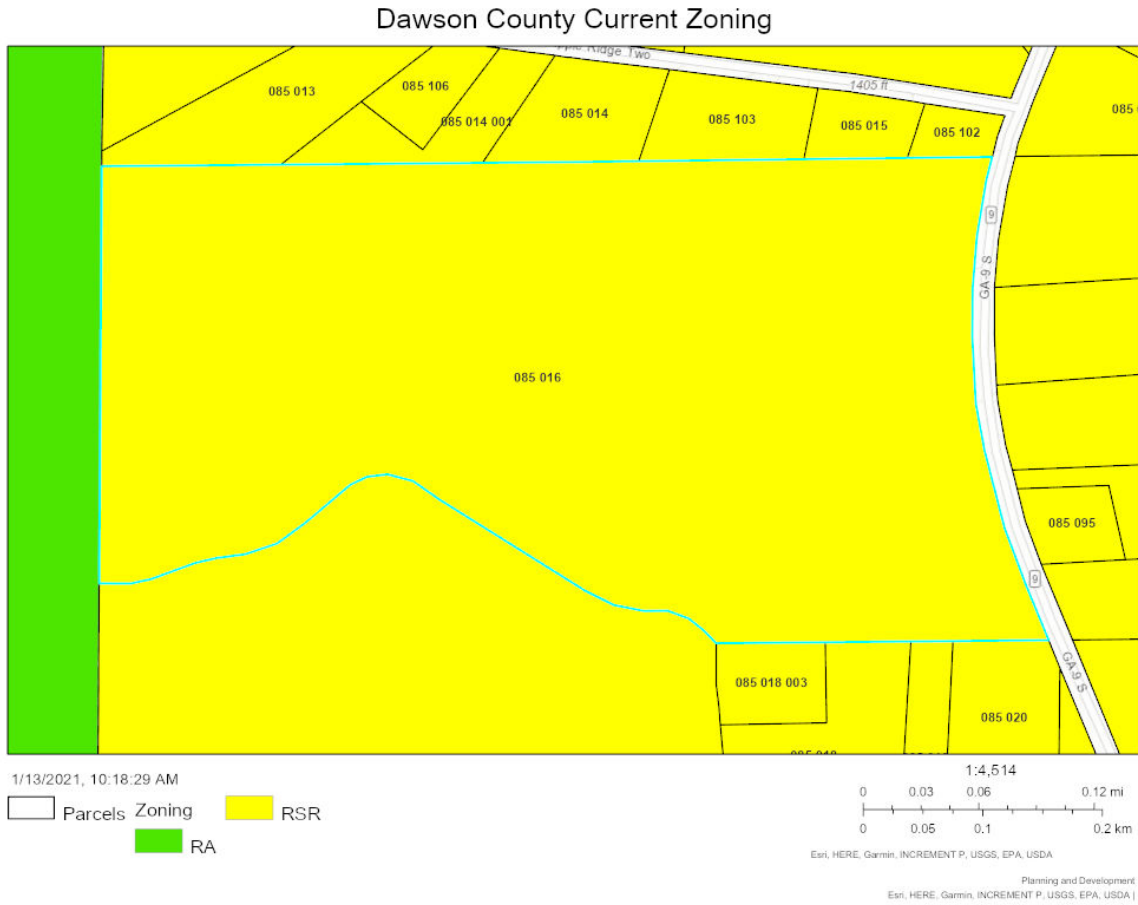 Dawson County Current Zoning
Ridge Two
1405 ft
085 013
085 106
085 014 001
085 014
085 103
085 015
085 102
085
9
GA-9 S
085 016
085 095
9
GA-9 S
085 018 003
085 020
1/13/2021, 10:18:29 AM
Parcels
Zoning
RSR
RA
1:4,514
0 0.03 0.06 0.12 mi
0 0.05 0.1 0.2 km
Esri, HERE, Garmin, INCREMENT P, USGS, EPA, USDA
Planning and Development
Esri, HERE, Garmin, INCREMENT P, USGS, EPA, USDA |